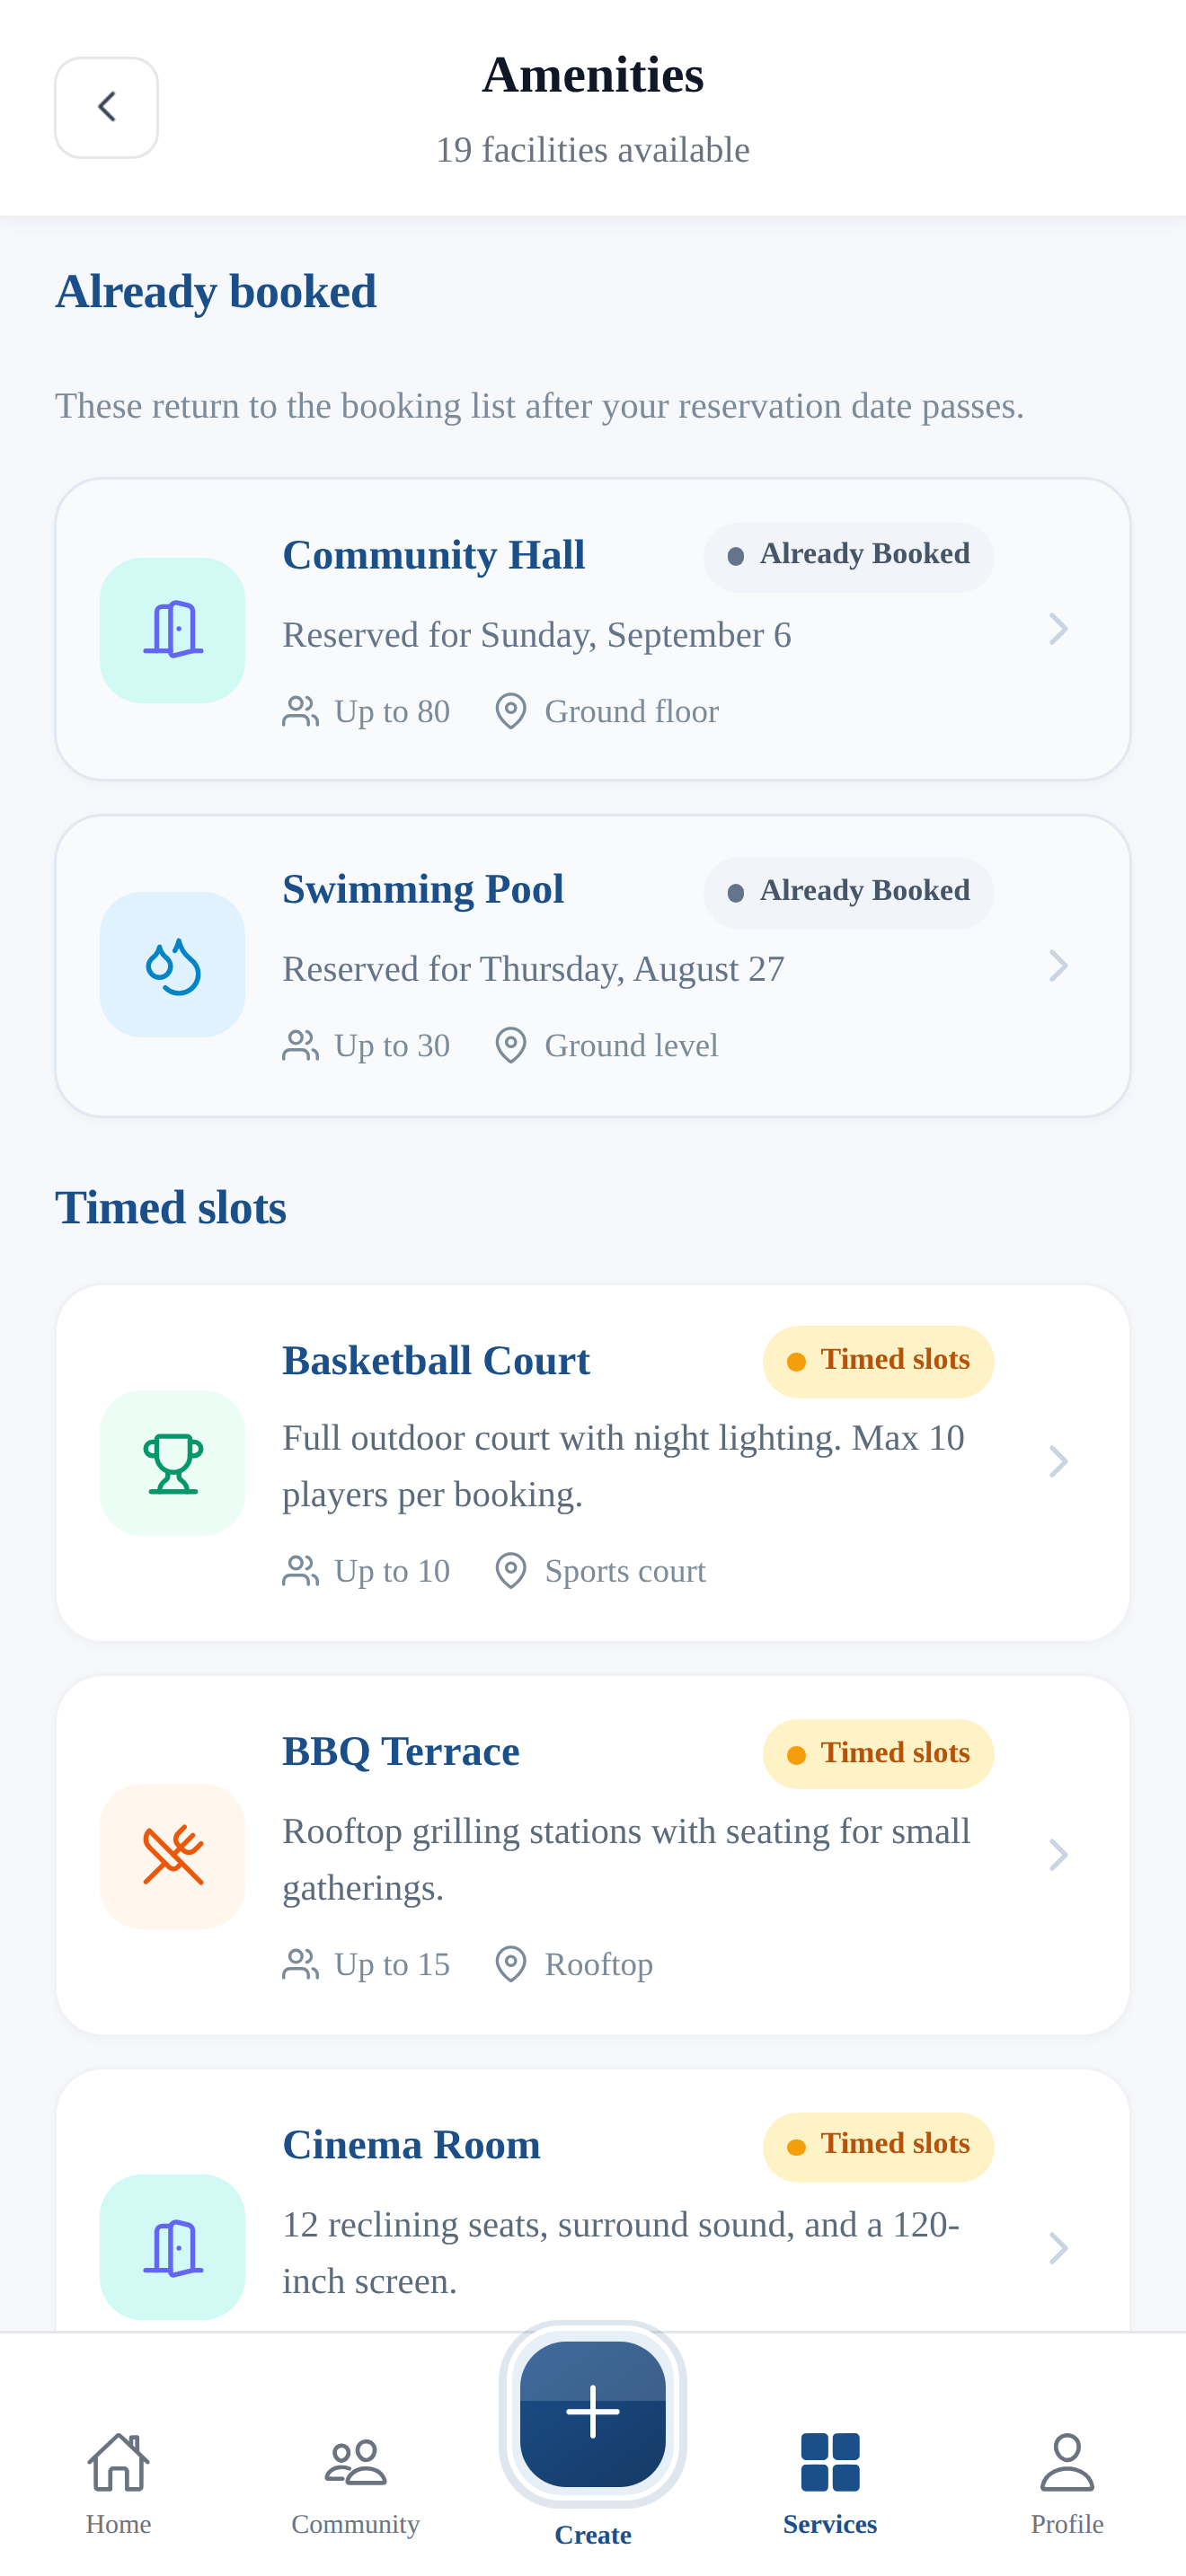 Amenities
19 facilities available
Already booked
These return to the booking list after your reservation date passes.
Community Hall
Already Booked
Reserved for Sunday, September 6
Up to 80
Ground floor
Swimming Pool
Already Booked
Reserved for Thursday, August 27
Up to 30
Ground level
Timed slots
Basketball Court
Timed slots
Full outdoor court with night lighting. Max 10
players per booking.
Up to 10
Sports court
BBQ Terrace
Timed slots
Rooftop grilling stations with seating for small
gatherings.
Up to 15
Rooftop
Cinema Room
Timed slots
12 reclining seats, surround sound, and a 120-
inch screen.
Home
Community
Create
Services
Profile